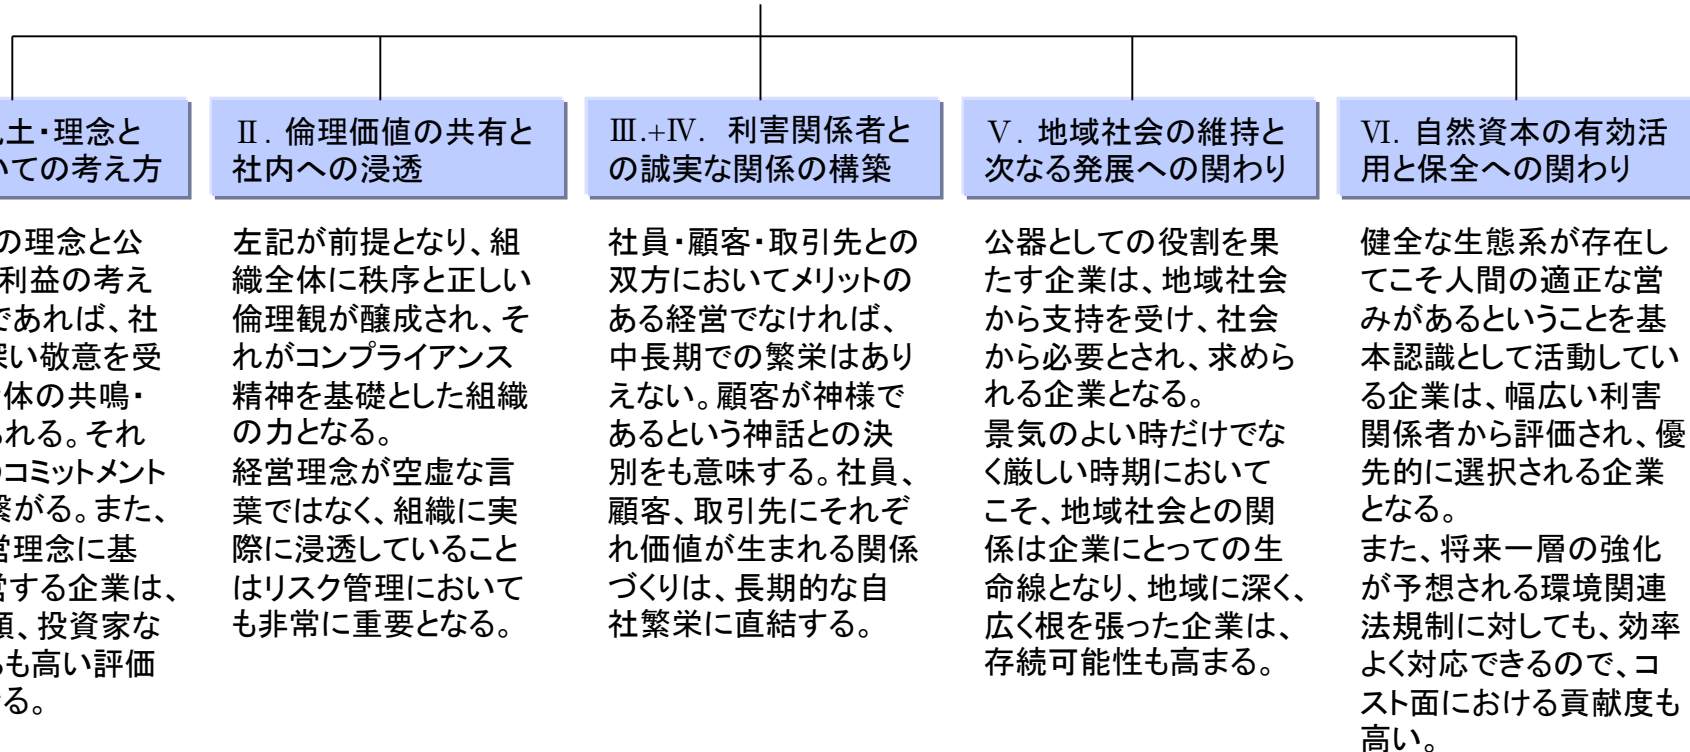 土・理念と
いての考え方
の理念と公
利益の考え
であれば、社
深い敬意を受
体の共鳴・
られる。それ
のコミットメント
繋がる。また、
営理念に基
営する企業は、
頼、投資家な
らも高い評価
る。
Ⅱ．倫理価値の共有と
社内への浸透
左記が前提となり、組
織全体に秩序と正しい
倫理観が醸成され、そ
れがコンプライアンス
精神を基礎とした組織
の力となる。
経営理念が空虚な言
葉ではなく、組織に実
際に浸透していること
はリスク管理において
も非常に重要となる。
Ⅲ.+Ⅳ. 利害関係者と
の誠実な関係の構築
社員・顧客・取引先との
双方においてメリットの
ある経営でなければ、
中長期での繁栄はあり
えない。顧客が神様で
あるという神話との決
別をも意味する。社員、
顧客、取引先にそれぞ
れ価値が生まれる関係
づくりは、長期的な自
社繁栄に直結する。
Ⅴ．地域社会の維持と
次なる発展への関わり
公器としての役割を果
たす企業は、地域社会
から支持を受け、社会
から必要とされ、求めら
れる企業となる。
景気のよい時だけでな
く厳しい時期において
こそ、地域社会との関
係は企業にとっての生
命線となり、地域に深く、
広く根を張った企業は、
存続可能性も高まる。
Ⅵ. 自然資本の有効活
用と保全への関わり
健全な生態系が存在し
てこそ人間の適正な営
みがあるということを基
本認識として活動してい
る企業は、幅広い利害
関係者から評価され、優
先的に選択される企業
となる。
また、将来一層の強化
が予想される環境関連
法規制に対しても、効率
よく対応できるので、コ
スト面における貢献度も
高い。